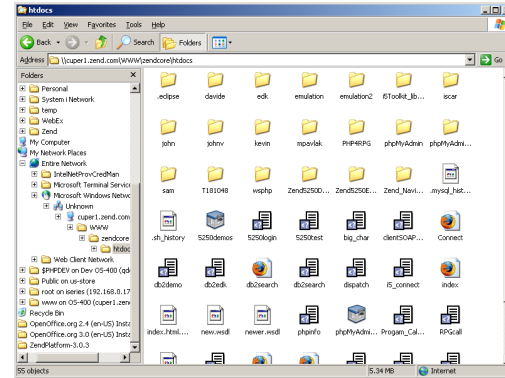 htdocs
File Edit View Favorites Tools Help
Back Search Folders
Address \\cuper1.zend.com\WWW\zendcore\htdocs Go
Folders
Personal
System i Network
temp
WebEx
Zend
My Computer
My Network Places
Entire Network
IntelNetProvCredMan
Microsoft Terminal Servic
Microsoft Windows Netwo
Unknown
cuper1.zend.com
WWW
zendcore
htdoc
Web Client Network
$PHPDEV on Dev OS-400 (qd
Public on us-store
root on iseries (192.168.0.17
www on OS-400 (cuper1.zen
Recycle Bin
OpenOffice.org 2.4 (en-US) Insta
OpenOffice.org 3.0 (en-US) Insta
ZendPlatform-3.0.3
.eclipse davide edk emulation emulation2 i5Toolkit_lib... iscar
john johnv kevin mpavlak PHP4RPG phpMyAdmin phpMyAdmi...
sam T181048 wsphp Zend5250D... Zend5250E... Zend_Navi... .mysql_hist...
.sh_history 5250demos 5250login 5250test big_char clientSOAP... Connect
db2demo db2edk db2search db2search dispatch i5_connect index
index.html.... new.wsdl newer.wsdl phpinfo phpMyAdmi... Progam_Cal... RPGcall
55 objects 5.34 MB Internet